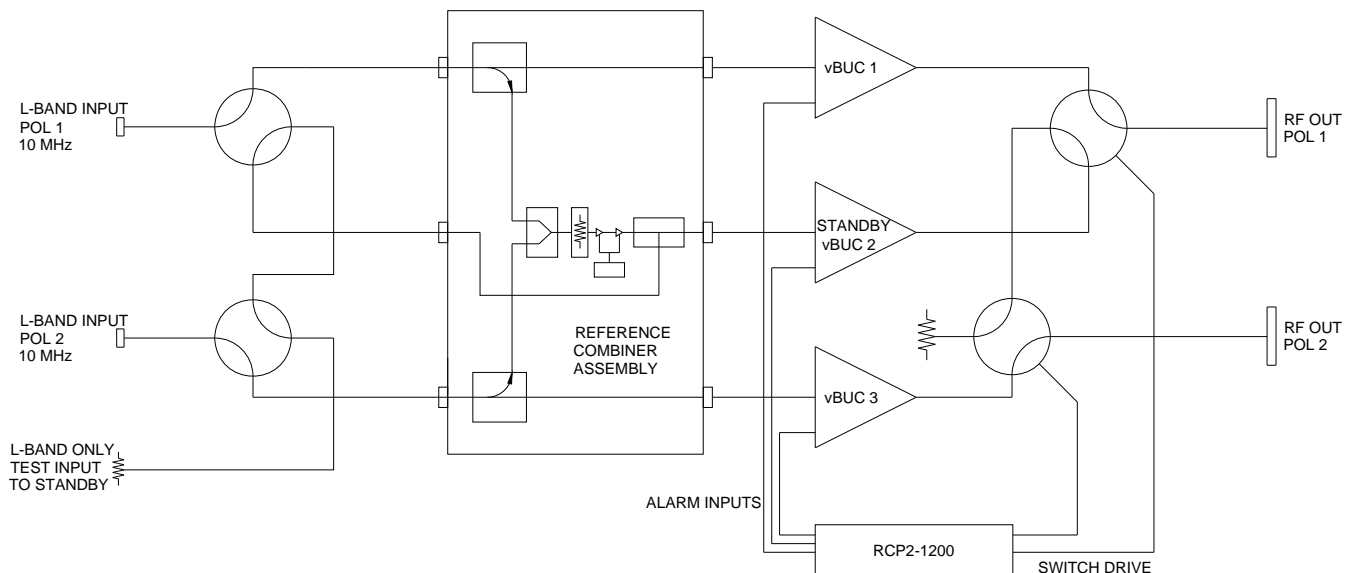 L-BAND INPUT
POL 1
10 MHz
L-BAND INPUT
POL 2
10 MHz
L-BAND ONLY
TEST INPUT
TO STANDBY
REFERENCE
COMBINER
ASSEMBLY
vBUC 1
STANDBY
vBUC 2
vBUC 3
RF OUT
POL 1
RF OUT
POL 2
ALARM INPUTS
RCP2-1200
SWITCH DRIVE